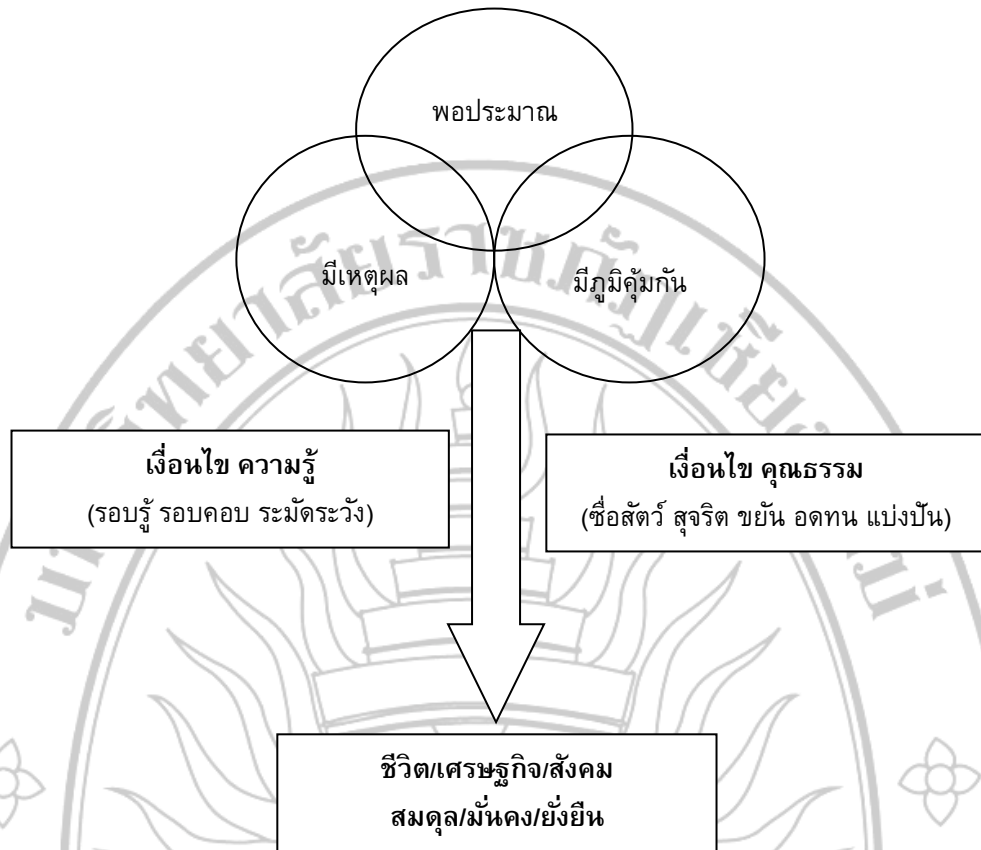 พอประมาณ
มีเหตุผล
มีภูมิคุ้มกัน
เงื่อนไข ความรู้
(รอบรู้ รอบคอบ ระมัดระวัง)
เงื่อนไข คุณธรรม
(ซื่อสัตว์ สุจริต ขยัน อดทน แบ่งปัน)
ชีวิต/เศรษฐกิจ/สังคม
สมดุล/มั่นคง/ยั่งยืน